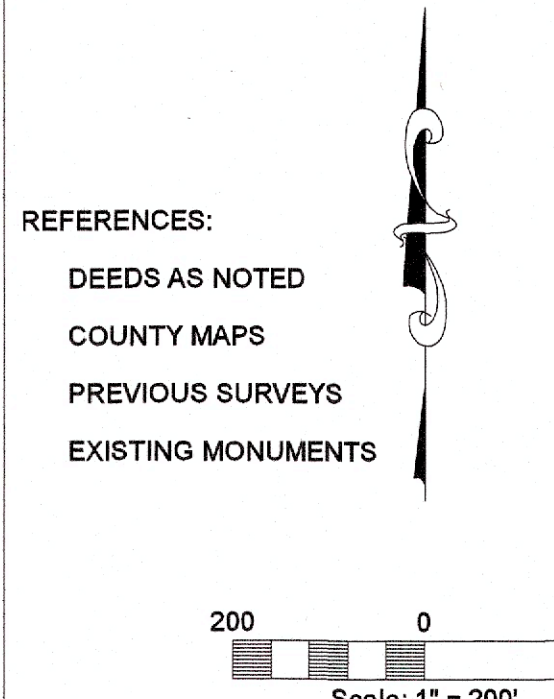 REFERENCES:
DEEDS AS NOTED
COUNTY MAPS
PREVIOUS SURVEYS
EXISTING MONUMENTS
200 0
Scale: 1" = 200'